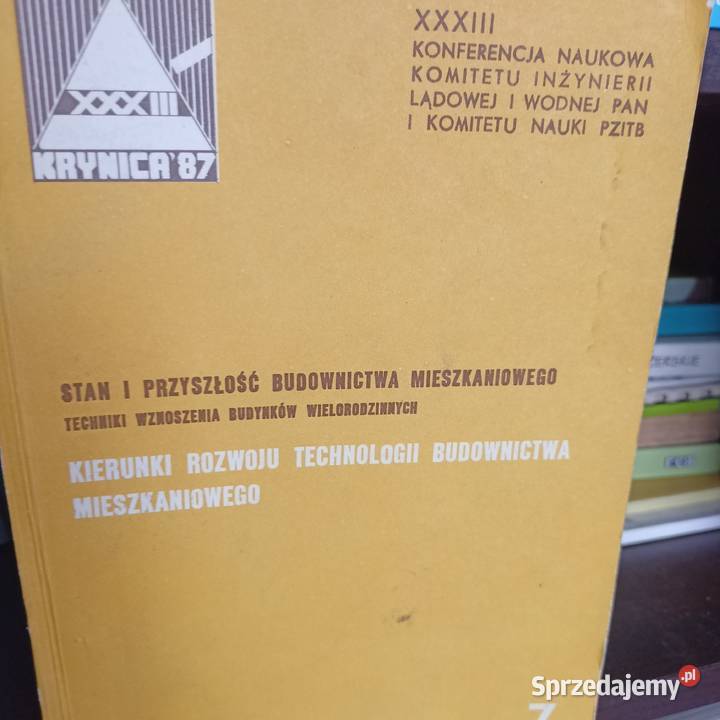 XXXIII
KONFERENCJA NAUKOWA
KOMITETU INŻYNIERII
LĄDOWEJ I WODNEJ PAN
I KOMITETU NAUKI PZITB
XXXIII
KRYNICA'87
STAN I PRZYSZŁOŚĆ BUDOWNICTWA MIESZKANIOWEGO
TECHNIKI WZNOSZENIA BUDYNKÓW WIELORODZINNYCH
KIERUNKI ROZWOJU TECHNOLOGII BUDOWNICTWA
MIESZKANIOWEGO
7
Sprzedajemy.pl